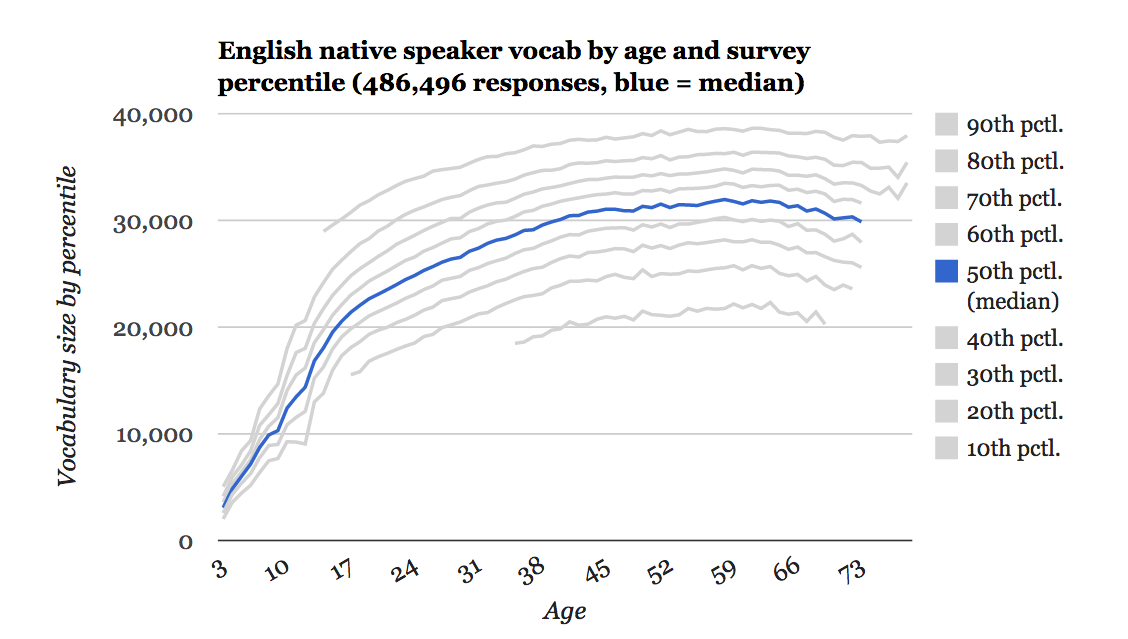 English native speaker vocab by age and survey
percentile (486,496 responses, blue = median)
Vocabulary size by percentile
40,000
30,000
20,000
10,000
0
3 10 17 24 31 38 45 52 59 66 73
Age
90th pctl.
80th pctl.
70th pctl.
60th pctl.
50th pctl.
(median)
40th pctl.
30th pctl.
20th pctl.
10th pctl.